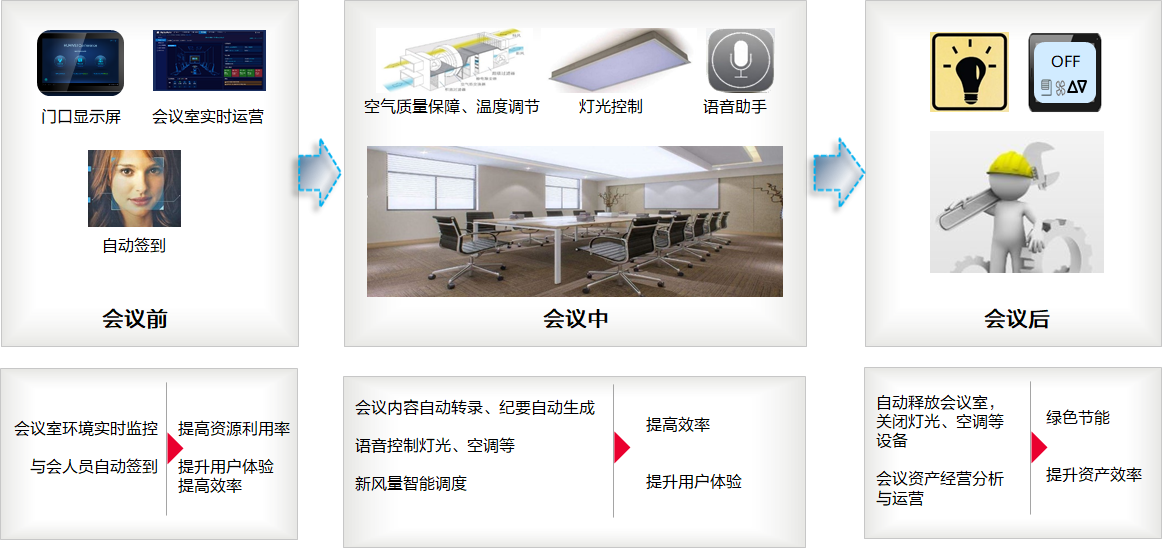 门口显示屏
会议室实时运营
自动签到
会议前
空气质量保障、温度调节
灯光控制
语音助手
会议中
OFF
会议后
会议室环境实时监控
与会人员自动签到
提高资源利用率
提升用户体验
提高效率
会议内容自动转录、纪要自动生成
语音控制灯光、空调等
新风量智能调度
提高效率
提升用户体验
自动释放会议室，
关闭灯光、空调等
设备
会议资产经营分析
与运营
绿色节能
提升资产效率